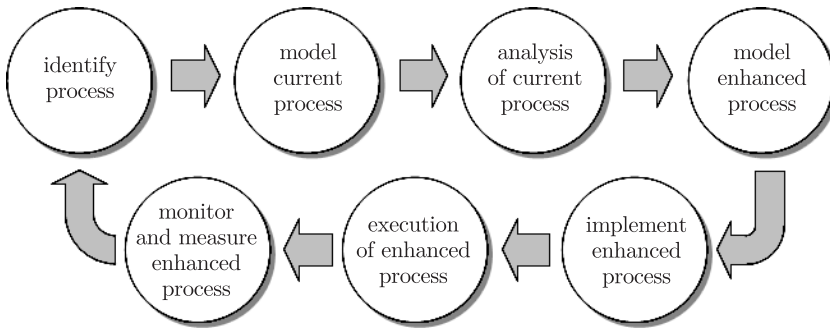 identify
process
model
current
process
analysis
of current
process
model
enhanced
process
implement
enhanced
process
execution
of enhanced
process
monitor
and measure
enhanced
process